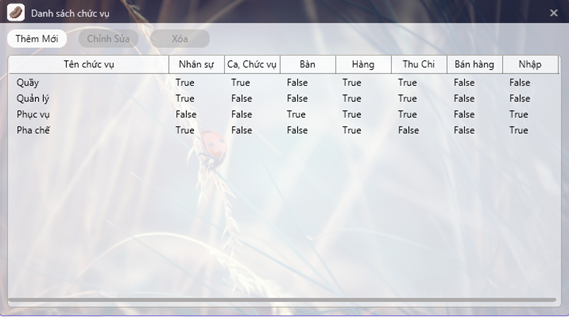 Danh sách chức vụ
Thêm Mới Chỉnh Sửa Xóa
Tên chức vụ Nhân sự Ca, Chức vụ Bàn Hàng Thu Chi Bán hàng Nhập
Quầy True True False True True False False
Quản lý True False False True False False False
Phục vụ False False True True True False True
Pha chế True False False True False False True